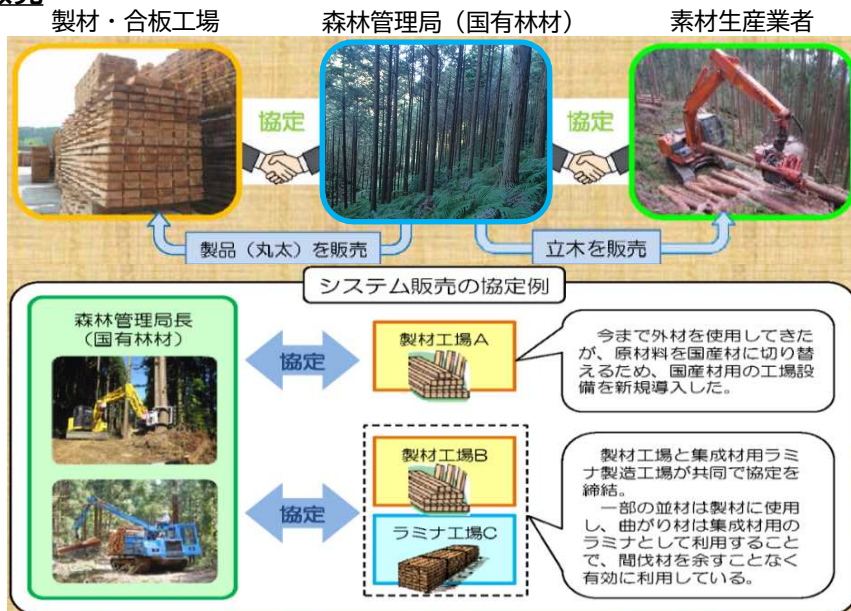 製材・合板工場
森林管理局（国有林材）
素材生産業者
協定
協定
製品（丸太）を販売
立木を販売
システム販売の協定例
森林管理局長
（国有林材）
協定
製材工場A
今まで外材を使用してきた
が、原材料を国産材に切り替
えるため、国産材用の工場設
備を新規導入した。
協定
製材工場B
ラミナ工場C
製材工場と集成材用ラミ
ナ製造工場が共同で協定を
締結。
一部の並材は製材に使用
し、曲がり材は集成材用の
ラミナとして利用すること
で、間伐材を余すことなく
有効に利用している。